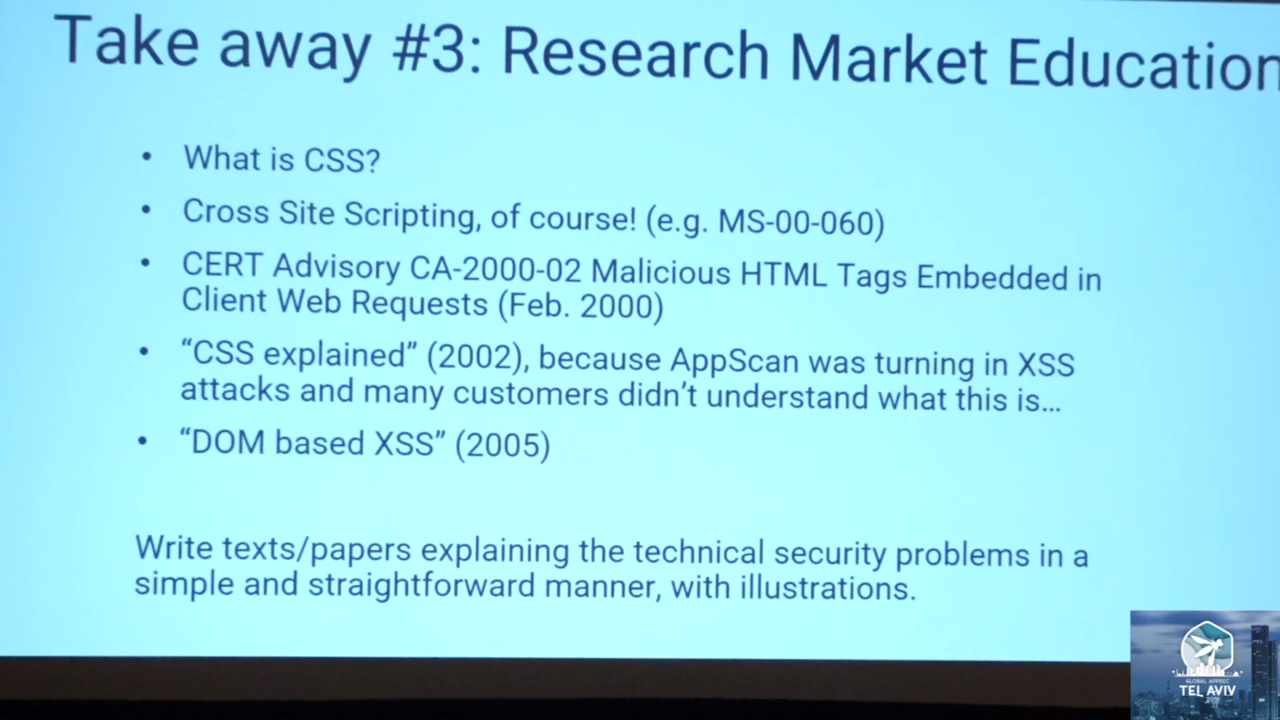 Take away #3: Research Market Education
• What is CSS?
• Cross Site Scripting, of course! (e.g. MS-00-060)
• CERT Advisory CA-2000-02 Malicious HTML Tags Embedded in
Client Web Requests (Feb. 2000)
• “CSS explained” (2002), because AppScan was turning in XSS
attacks and many customers didn’t understand what this is…
• “DOM based XSS” (2005)
Write texts/papers explaining the technical security problems in a
simple and straightforward manner, with illustrations.
GLOBAL APPSEC
TEL AVIV